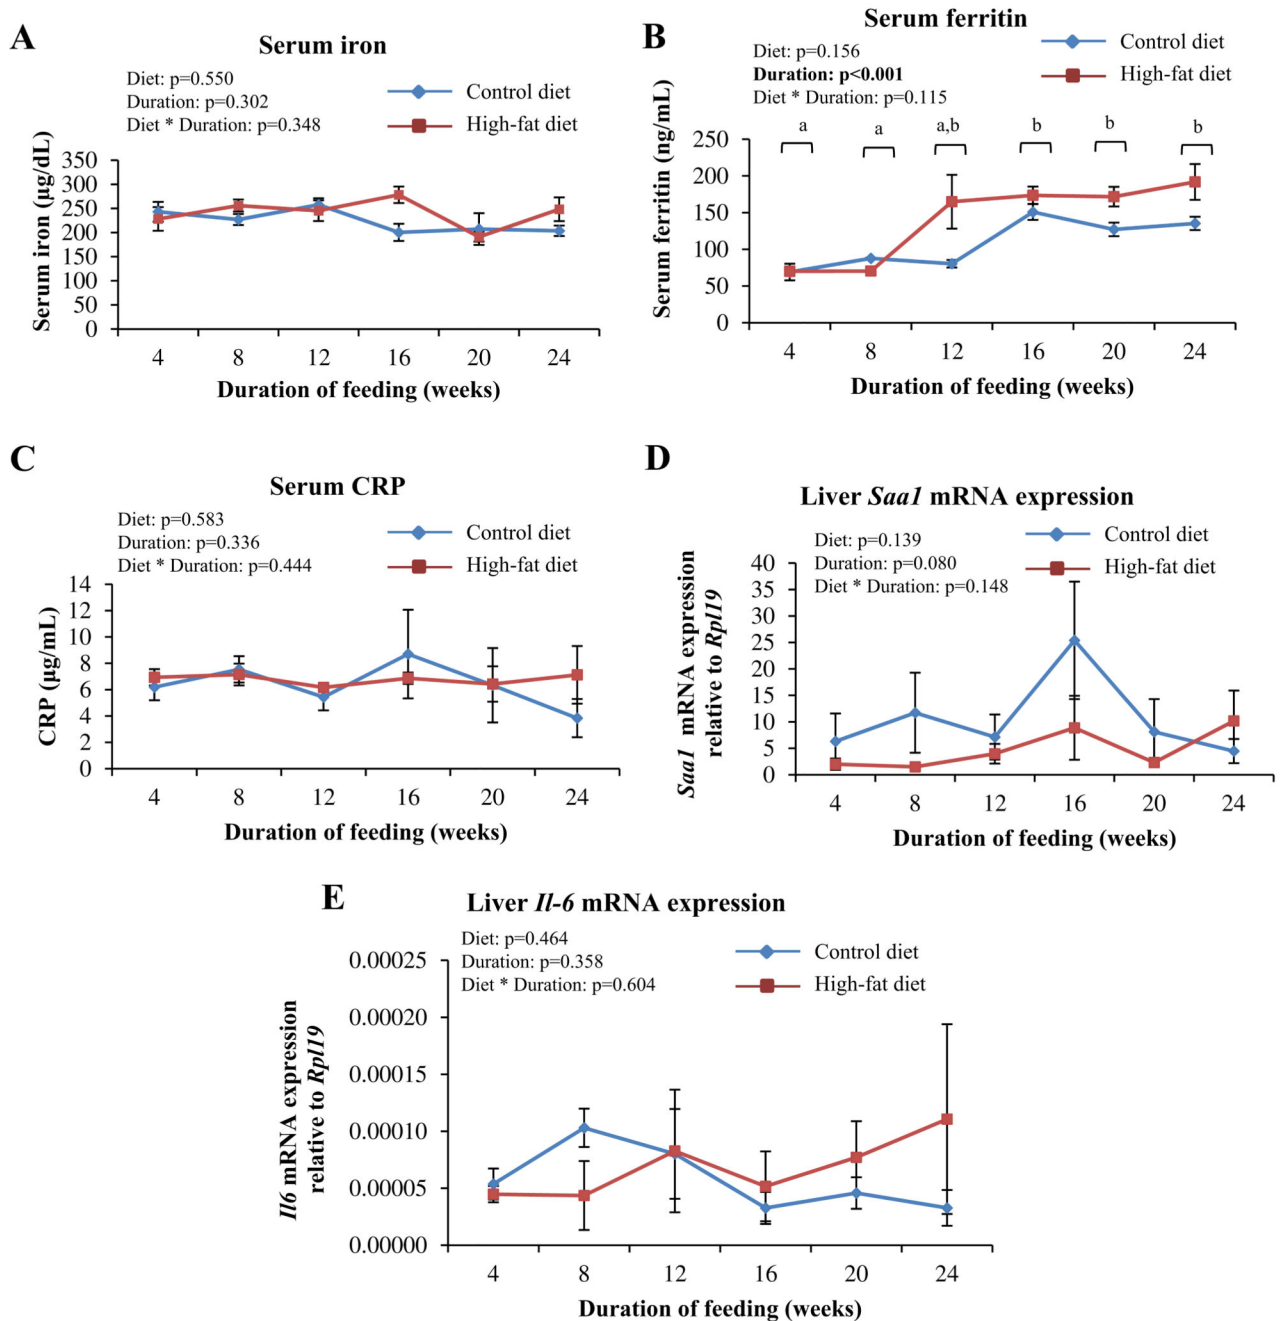 A
Serum iron
Diet: p=0.550
Duration: p=0.302
Diet * Duration: p=0.348
Control diet
High-fat diet
Serum iron (µg/dL)
350
300
250
200
150
100
50
0
4 8 12 16 20 24
Duration of feeding (weeks)
B
Serum ferritin
Diet: p=0.156
Duration: p<0.001
Diet * Duration: p=0.115
Control diet
High-fat diet
Serum ferritin (ng/mL)
a a a,b b b b
250
200
150
100
50
0
4 8 12 16 20 24
Duration of feeding (weeks)
C
Serum CRP
Diet: p=0.583
Duration: p=0.336
Diet * Duration: p=0.444
Control diet
High-fat diet
CRP (µg/mL)
14
12
10
8
6
4
2
0
4 8 12 16 20 24
Duration of feeding (weeks)
D
Liver Saa1 mRNA expression
Diet: p=0.139
Duration: p=0.080
Diet * Duration: p=0.148
Control diet
High-fat diet
Saa1 mRNA expression
relative to Rpl19
40
35
30
25
20
15
10
5
0
4 8 12 16 20 24
Duration of feeding (weeks)
E
Liver Il-6 mRNA expression
Diet: p=0.464
Duration: p=0.358
Diet * Duration: p=0.604
Control diet
High-fat diet
Il6 mRNA expression
relative to Rpl19
0.00025
0.00020
0.00015
0.00010
0.00005
0.00000
4 8 12 16 20 24
Duration of feeding (weeks)